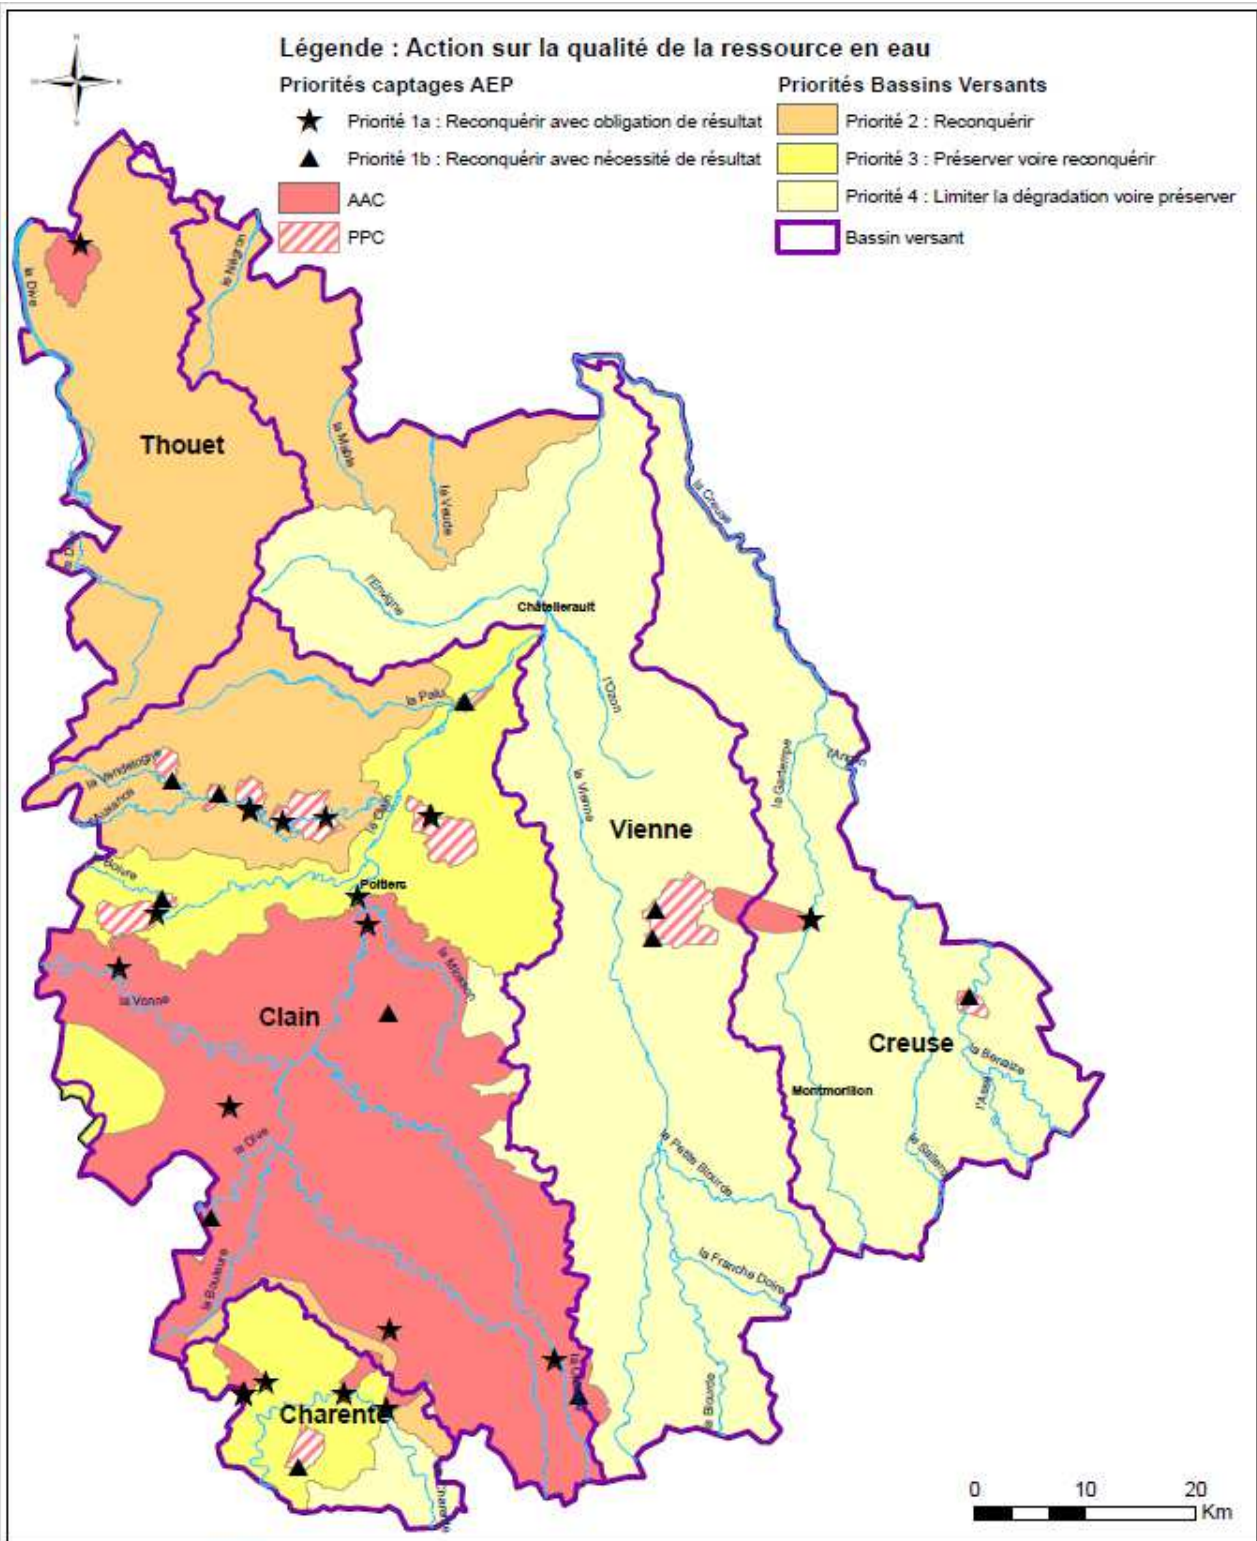 Légende : Action sur la qualité de la ressource en eau
Priorités captages AEP
Priorités Bassins Versants
Priorité 1a : Reconquérir avec obligation de résultat
Priorité 2 : Reconquérir
Priorité 1b : Reconquérir avec nécessité de résultat
Priorité 3 : Préserver voire reconquérir
AAC
Priorité 4 : Limiter la dégradation voire préserver
PPC
Bassin versant
le Négron
la Dive
Thouet
la Mable
la Veude
la Creuse
l'Envigne
Châtellerault
l'Ozon
la Palu
la Vendelogne
la Gartempe
la Vienne
le Clain
Vienne
Poitiers
la Vonne
le Miosson
Clain
Creuse
la Benaize
l'Asse
Montmorillon
la Dive
la Petite Blourde
le Salleron
la Franche Doire
la Bouleure
la Blourde
Charente
0 10 20
Km